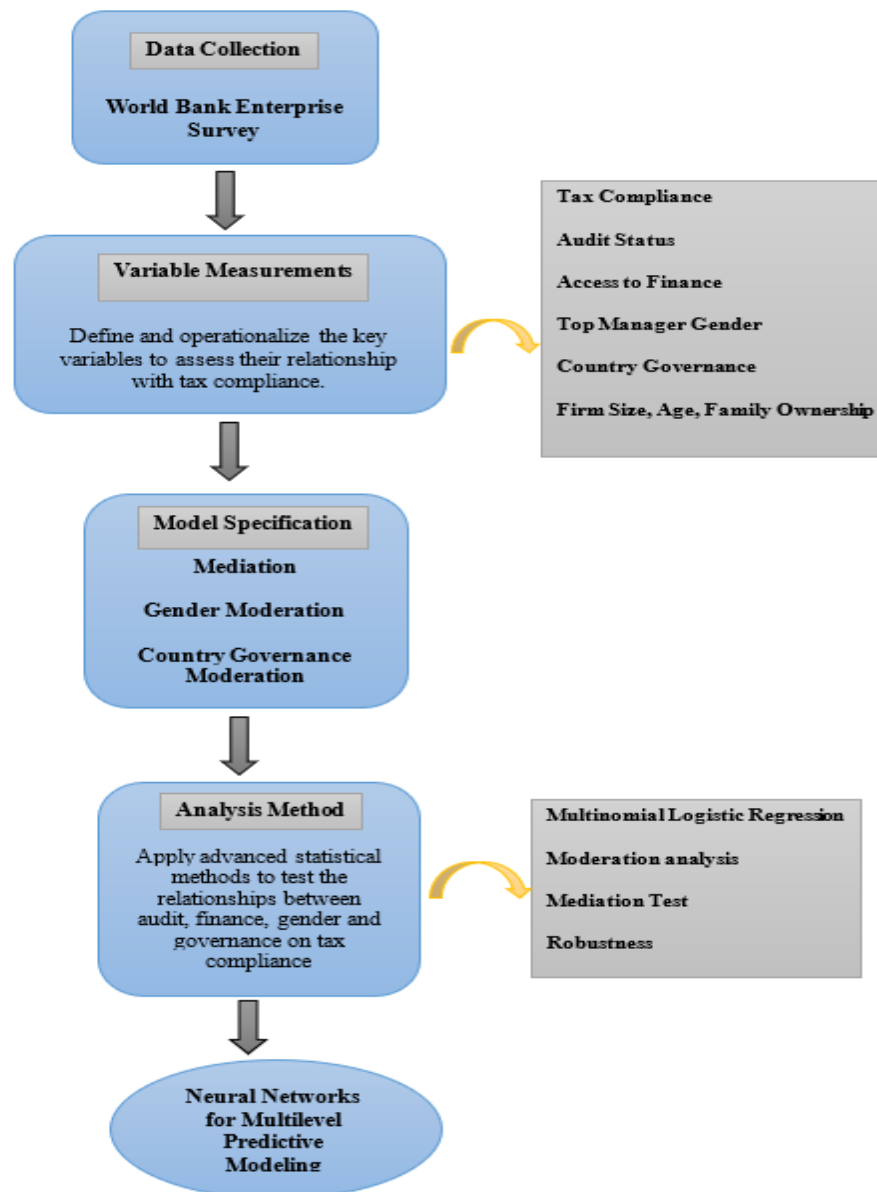 Data Collection
World Bank Enterprise
Survey
Variable Measurements
Define and operationalize the key
variables to assess their relationship
with tax compliance.
Tax Compliance
Audit Status
Access to Finance
Top Manager Gender
Country Governance
Firm Size, Age, Family Ownership
Model Specification
Mediation
Gender Moderation
Country Governance
Moderation
Analysis Method
Apply advanced statistical
methods to test the
relationships between
audit, finance, gender and
governance on tax
compliance
Multinomial Logistic Regression
Moderation analysis
Mediation Test
Robustness
Neural Networks
for Multilevel
Predictive
Modeling